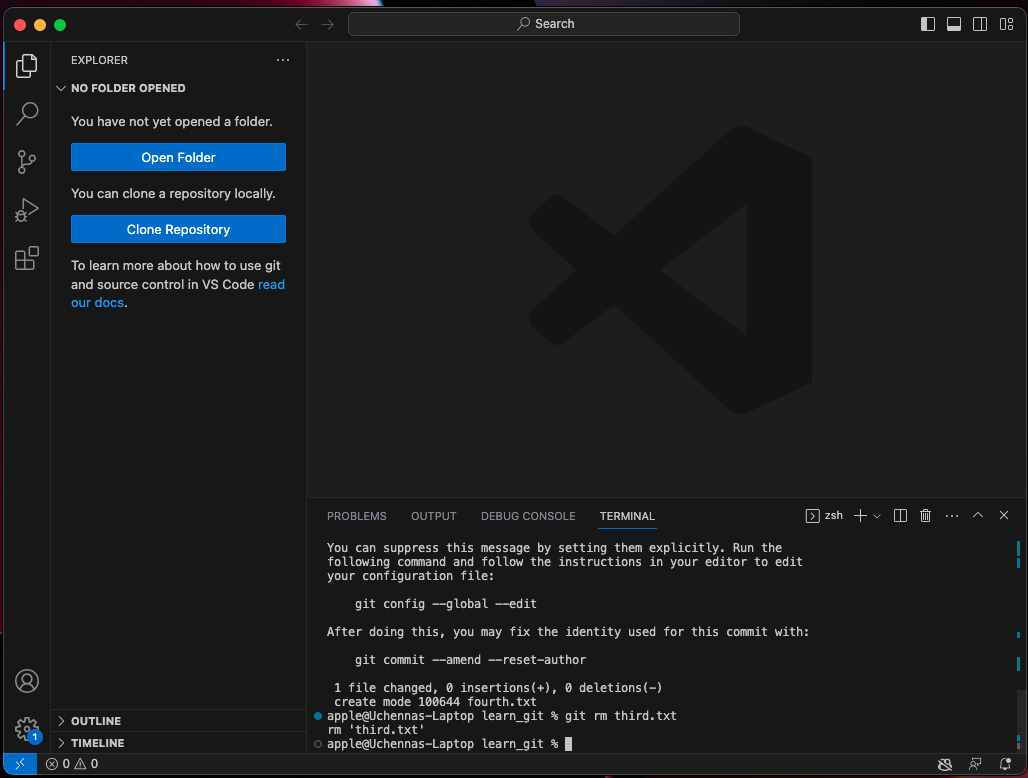 Search
EXPLORER
NO FOLDER OPENED
You have not yet opened a folder.
Open Folder
You can clone a repository locally.
Clone Repository
To learn more about how to use git
and source control in VS Code read
our docs.
PROBLEMS OUTPUT DEBUG CONSOLE TERMINAL zsh
You can suppress this message by setting them explicitly. Run the
following command and follow the instructions in your editor to edit
your configuration file:
git config --global --edit
After doing this, you may fix the identity used for this commit with:
git commit --amend --reset-author
1 file changed, 0 insertions(+), 0 deletions(-)
create mode 100644 fourth.txt
apple@Uchennas-Laptop learn_git % git rm third.txt
rm 'third.txt'
apple@Uchennas-Laptop learn_git %
OUTLINE
1
TIMELINE
0 0